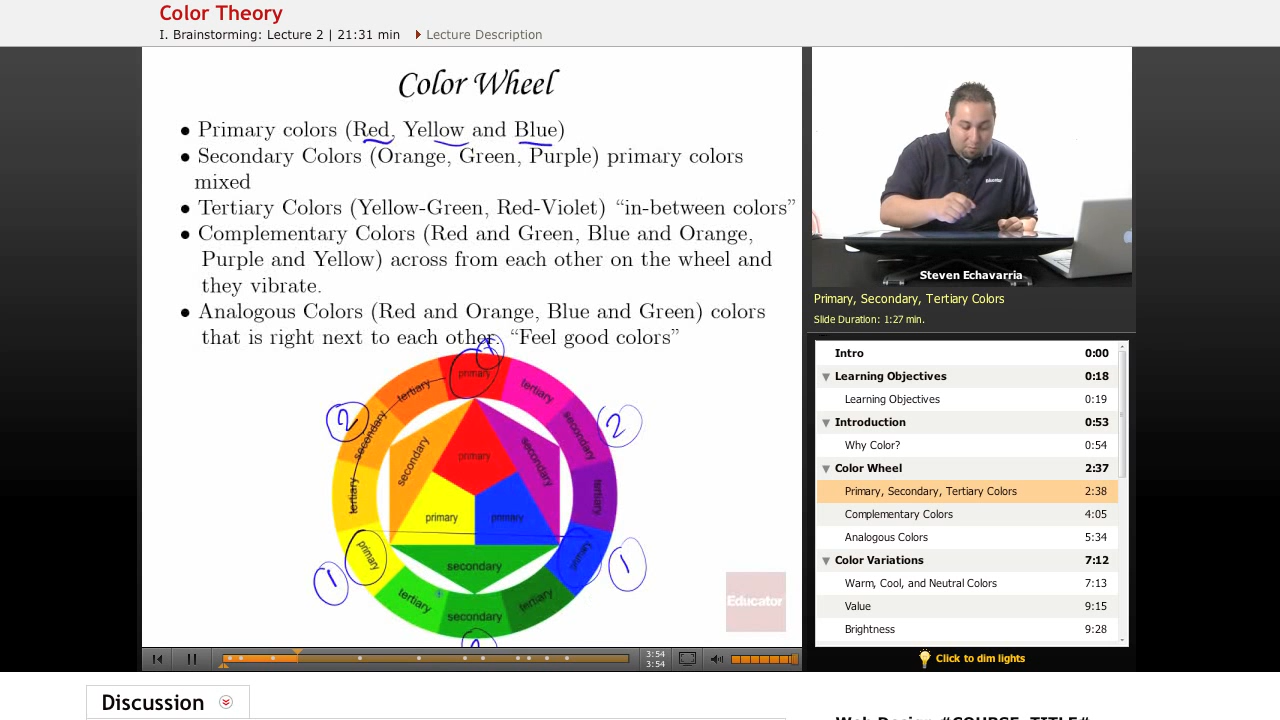 Color Theory
I. Brainstorming: Lecture 2 | 21:31 min
Lecture Description
Color Wheel
• Primary colors (Red, Yellow and Blue)
• Secondary Colors (Orange, Green, Purple) primary colors
mixed
• Tertiary Colors (Yellow-Green, Red-Violet) “in-between colors”
• Complementary Colors (Red and Green, Blue and Orange,
Purple and Yellow) across from each other on the wheel and
they vibrate.
• Analogous Colors (Red and Orange, Blue and Green) colors
that is right next to each other. “Feel good colors”
primary
tertiary
secondary
tertiary
primary
tertiary
secondary
tertiary
primary
tertiary
secondary
tertiary
primary
secondary
secondary
primary
primary
secondary
1
2
2
1
1
Educator
3:54
3:54
Educator
Steven Echavarria
Primary, Secondary, Tertiary Colors
Slide Duration: 1:27 min.
Intro 0:00
Learning Objectives 0:18
Learning Objectives 0:19
Introduction 0:53
Why Color? 0:54
Color Wheel 2:37
Primary, Secondary, Tertiary Colors 2:38
Complementary Colors 4:05
Analogous Colors 5:34
Color Variations 7:12
Warm, Cool, and Neutral Colors 7:13
Value 9:15
Brightness 9:28
Click to dim lights
Discussion